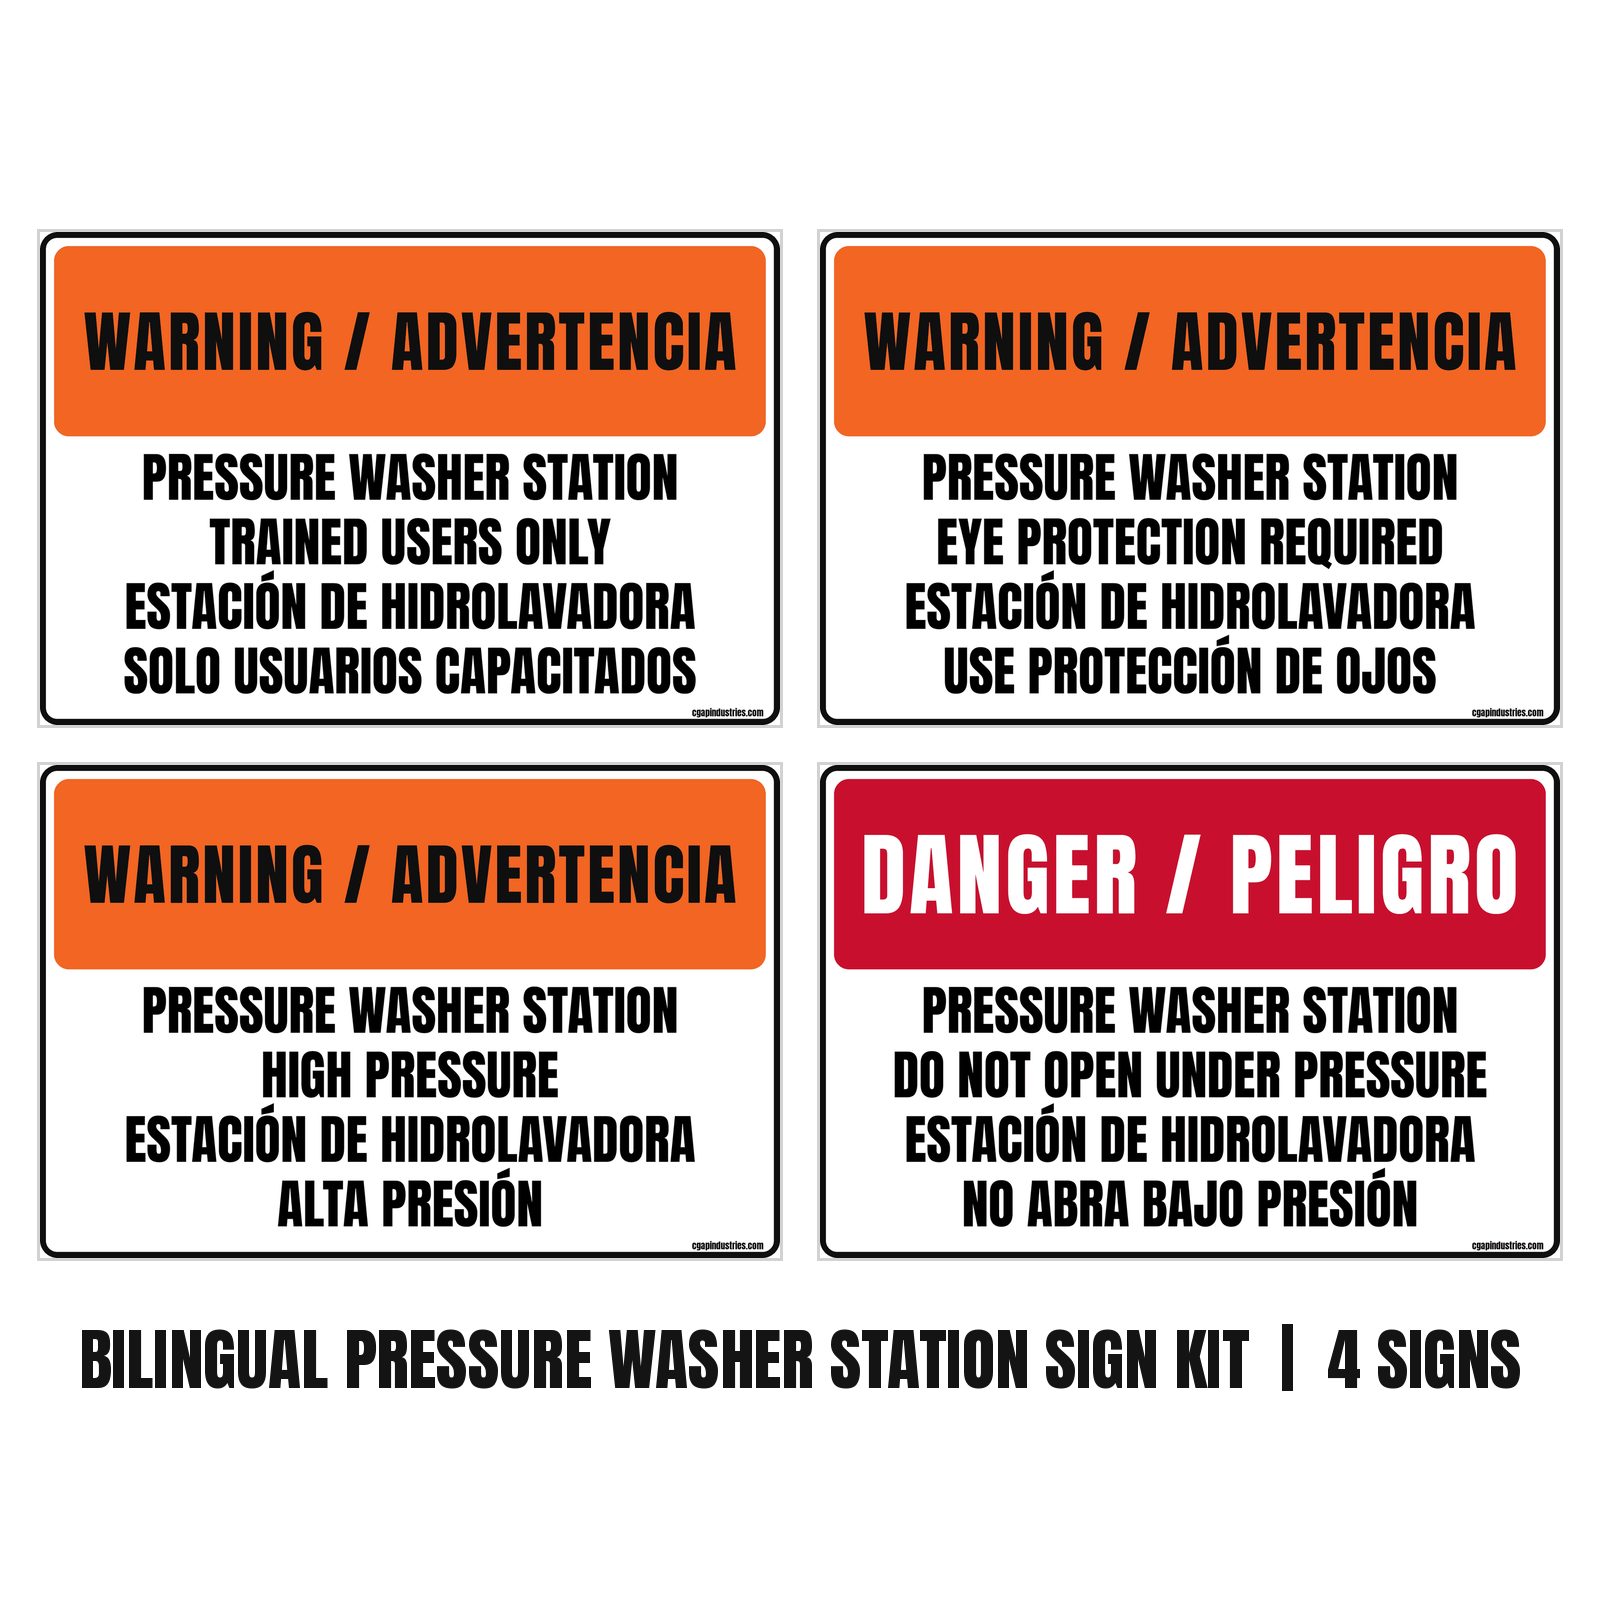 WARNING / ADVERTENCIA
PRESSURE WASHER STATION
TRAINED USERS ONLY
ESTACIÓN DE HIDROLAVADORA
SOLO USUARIOS CAPACITADOS
cgapindustries.com
WARNING / ADVERTENCIA
PRESSURE WASHER STATION
EYE PROTECTION REQUIRED
ESTACIÓN DE HIDROLAVADORA
USE PROTECCIÓN DE OJOS
cgapindustries.com
WARNING / ADVERTENCIA
PRESSURE WASHER STATION
HIGH PRESSURE
ESTACIÓN DE HIDROLAVADORA
ALTA PRESIÓN
cgapindustries.com
DANGER / PELIGRO
PRESSURE WASHER STATION
DO NOT OPEN UNDER PRESSURE
ESTACIÓN DE HIDROLAVADORA
NO ABRA BAJO PRESIÓN
cgapindustries.com
BILINGUAL PRESSURE WASHER STATION SIGN KIT | 4 SIGNS